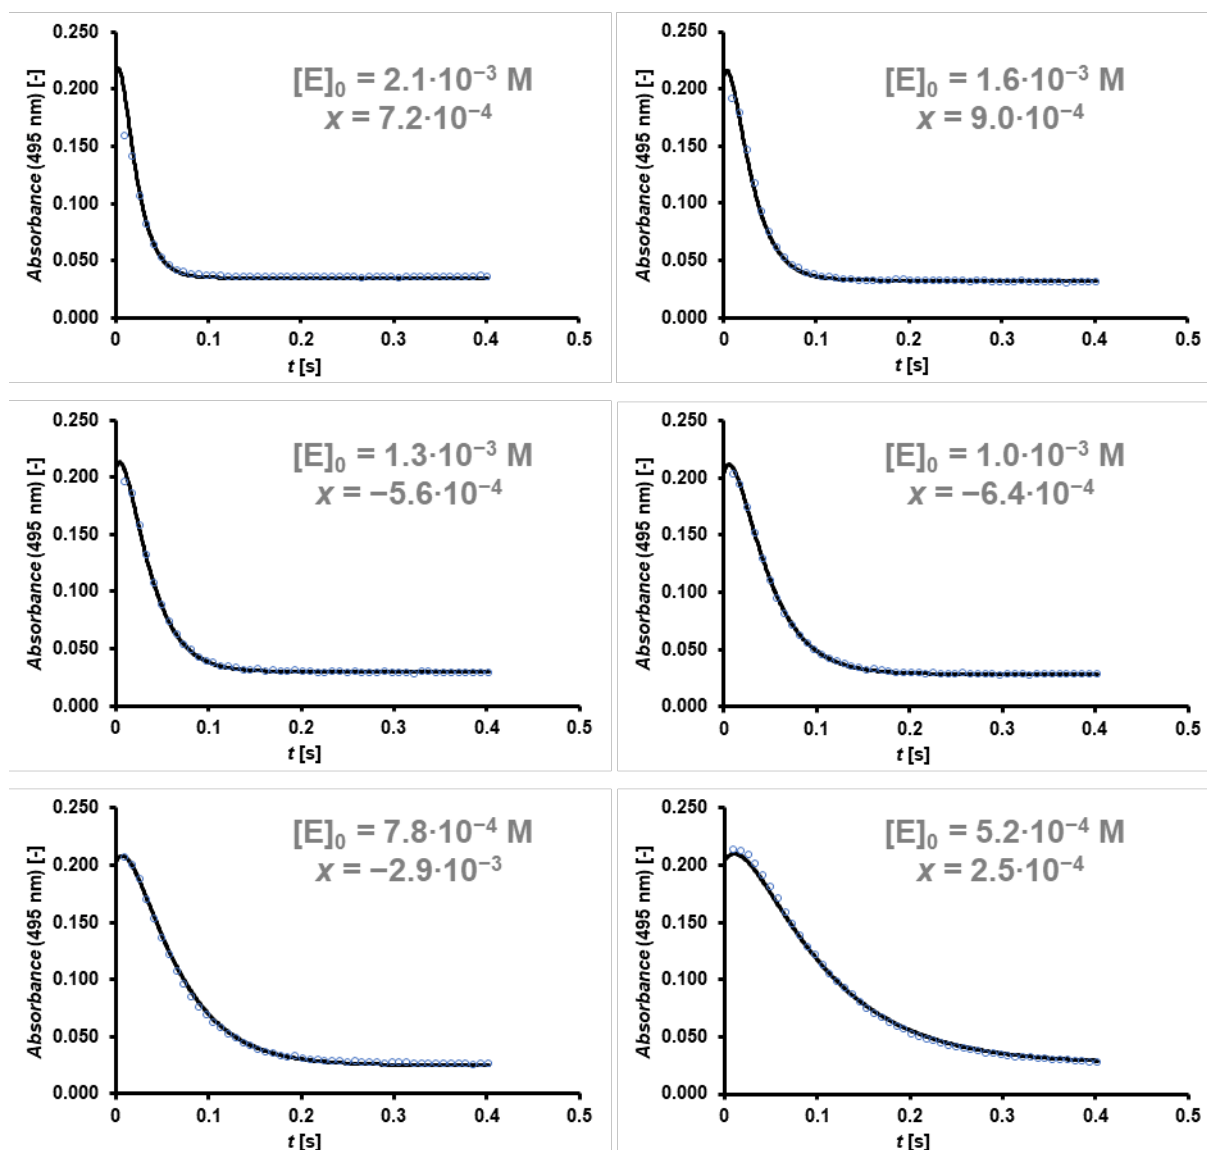 0.250
0.200
0.150
0.100
0.050
0.000
Absorbance (495 nm) [-]
[E]₀ = 2.1·10⁻³ M
x = 7.2·10⁻⁴
0 0.1 0.2 0.3 0.4 0.5
t [s]
0.250
0.200
0.150
0.100
0.050
0.000
Absorbance (495 nm) [-]
[E]₀ = 1.6·10⁻³ M
x = 9.0·10⁻⁴
0 0.1 0.2 0.3 0.4 0.5
t [s]
0.250
0.200
0.150
0.100
0.050
0.000
Absorbance (495 nm) [-]
[E]₀ = 1.3·10⁻³ M
x = −5.6·10⁻⁴
0 0.1 0.2 0.3 0.4 0.5
t [s]
0.250
0.200
0.150
0.100
0.050
0.000
Absorbance (495 nm) [-]
[E]₀ = 1.0·10⁻³ M
x = −6.4·10⁻⁴
0 0.1 0.2 0.3 0.4 0.5
t [s]
0.250
0.200
0.150
0.100
0.050
0.000
Absorbance (495 nm) [-]
[E]₀ = 7.8·10⁻⁴ M
x = −2.9·10⁻³
0 0.1 0.2 0.3 0.4 0.5
t [s]
0.250
0.200
0.150
0.100
0.050
0.000
Absorbance (495 nm) [-]
[E]₀ = 5.2·10⁻⁴ M
x = 2.5·10⁻⁴
0 0.1 0.2 0.3 0.4 0.5
t [s]